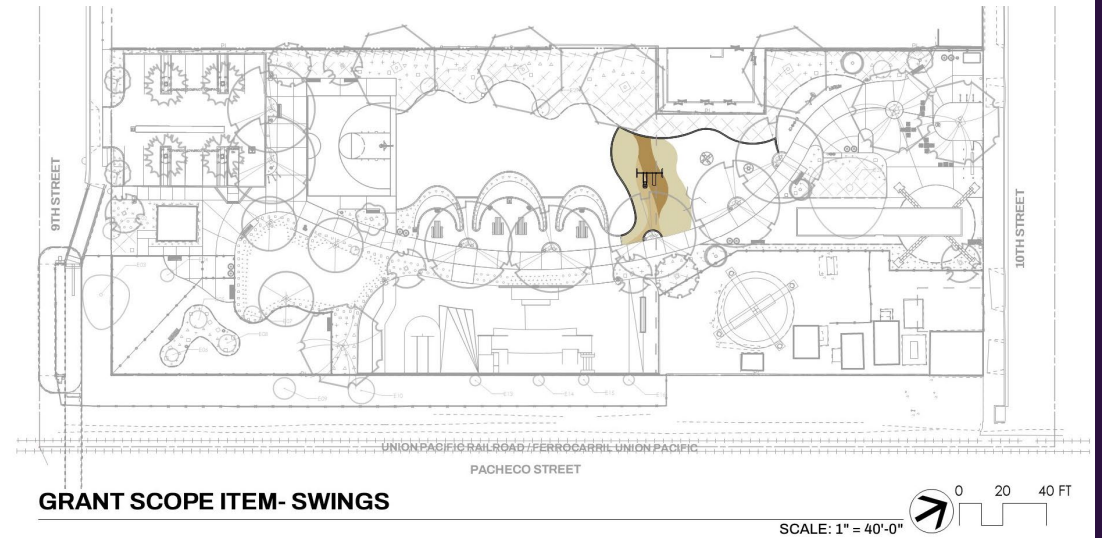 9TH STREET
10TH STREET
UNION PACIFIC RAILROAD / FERROCARRIL UNION PACIFIC
PACHECO STREET
GRANT SCOPE ITEM- SWINGS
0 20 40 FT
SCALE: 1" = 40'-0"